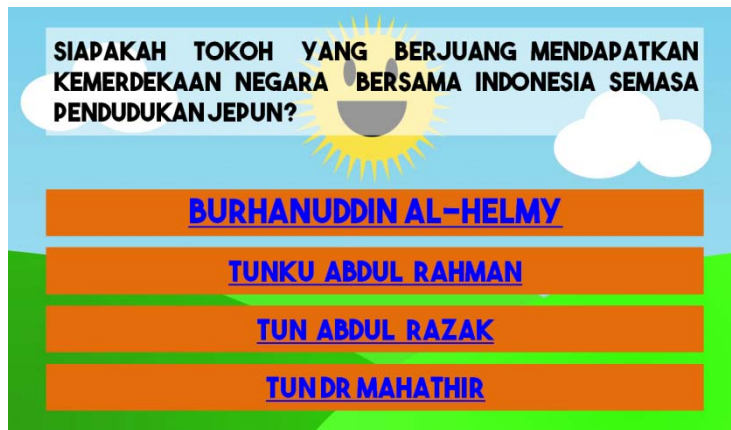 SIAPAKAH TOKOH YANG BERJUANG MENDAPATKAN
KEMERDEKAAN NEGARA BERSAMA INDONESIA SEMASA
PENDUDUKAN JEPUN?
BURHANUDDIN AL-HELMY
TUNKU ABDUL RAHMAN
TUN ABDUL RAZAK
TUN DR MAHATHIR